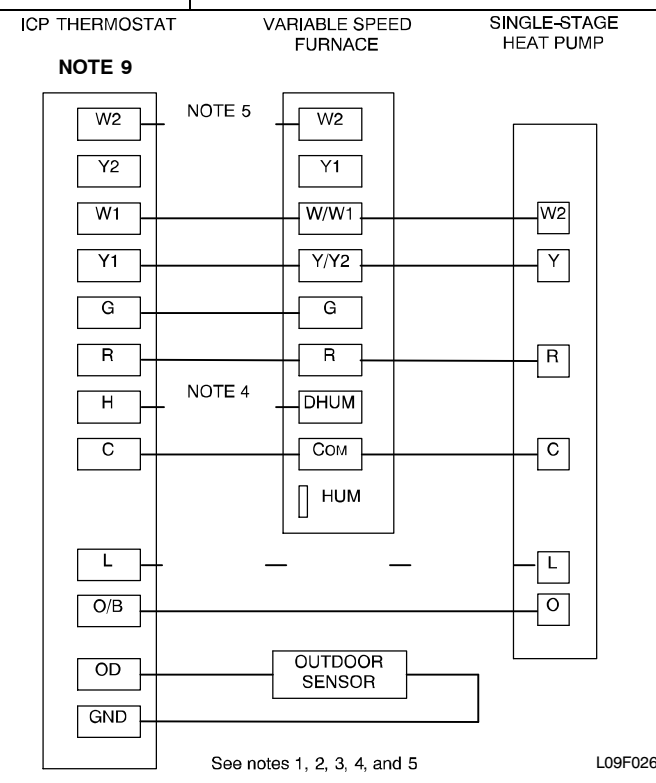 ICP THERMOSTAT VARIABLE SPEED FURNACE SINGLE-STAGE HEAT PUMP
NOTE 9
W2 NOTE 5 W2
Y2 Y1
W1 W/W1 W2
Y1 Y/Y2 Y
G G
R R R
H NOTE 4 DHUM
C COM C
HUM
L L
O/B O
OD OUTDOOR SENSOR
GND
See notes 1, 2, 3, 4, and 5 L09F026